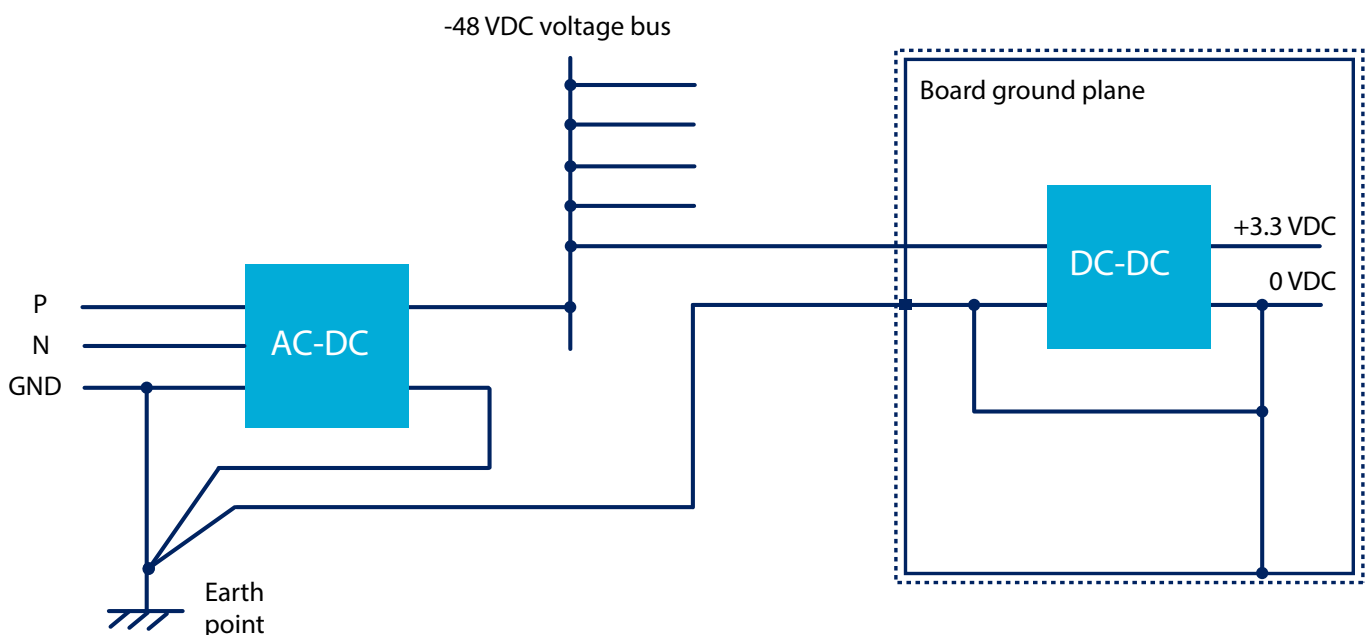 -48 VDC voltage bus
Board ground plane
+3.3 VDC
DC-DC
0 VDC
P
AC-DC
N
GND
Earth
point